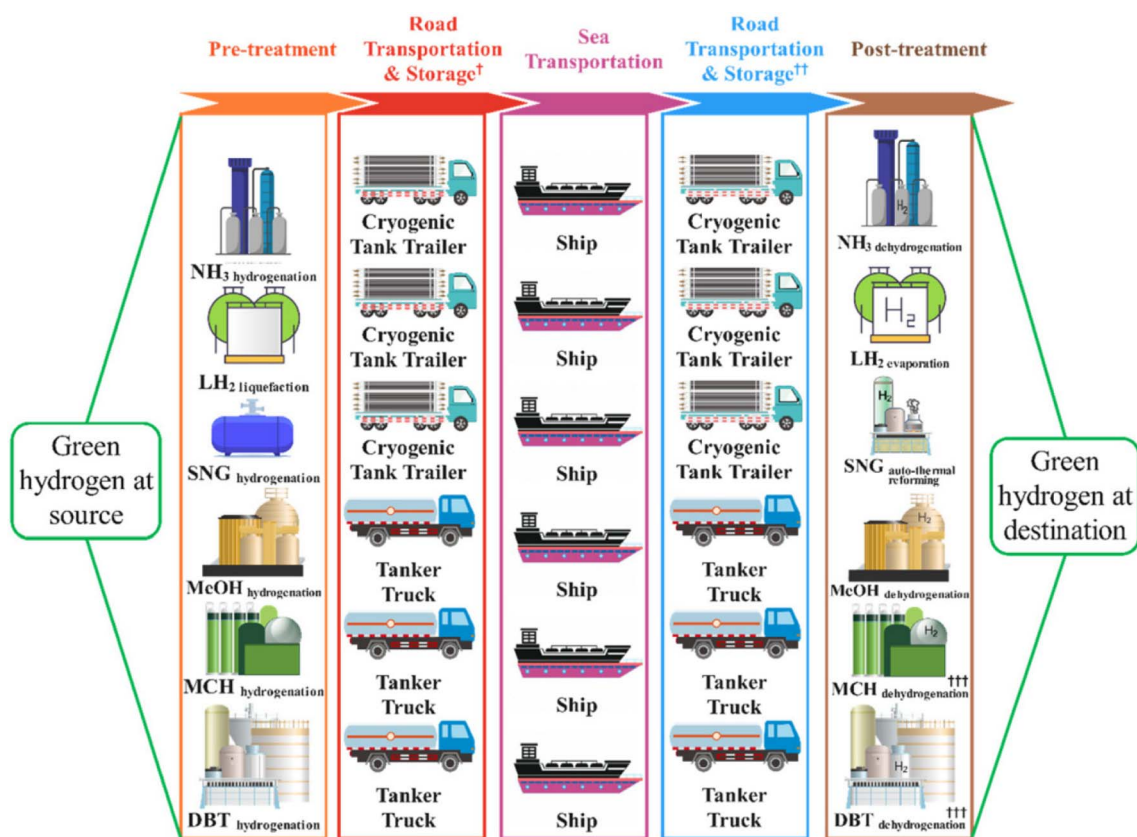 Pre-treatment
Road
Transportation
& Storage†
Sea
Transportation
Road
Transportation
& Storage††
Post-treatment
Green
hydrogen at
source
NH3 hydrogenation
LH2 liquefaction
SNG hydrogenation
MeOH hydrogenation
MCH hydrogenation
DBT hydrogenation
Cryogenic
Tank Trailer
Cryogenic
Tank Trailer
Cryogenic
Tank Trailer
Tanker
Truck
Tanker
Truck
Tanker
Truck
Ship
Ship
Ship
Ship
Ship
Ship
Cryogenic
Tank Trailer
Cryogenic
Tank Trailer
Cryogenic
Tank Trailer
Tanker
Truck
Tanker
Truck
Tanker
Truck
H2
NH3 dehydrogenation
H2
LH2 evaporation
H2
SNG auto-thermal
reforming
H2
MeOH dehydrogenation
H2
MCH dehydrogenation†††
H2
DBT dehydrogenation†††
Green
hydrogen at
destination